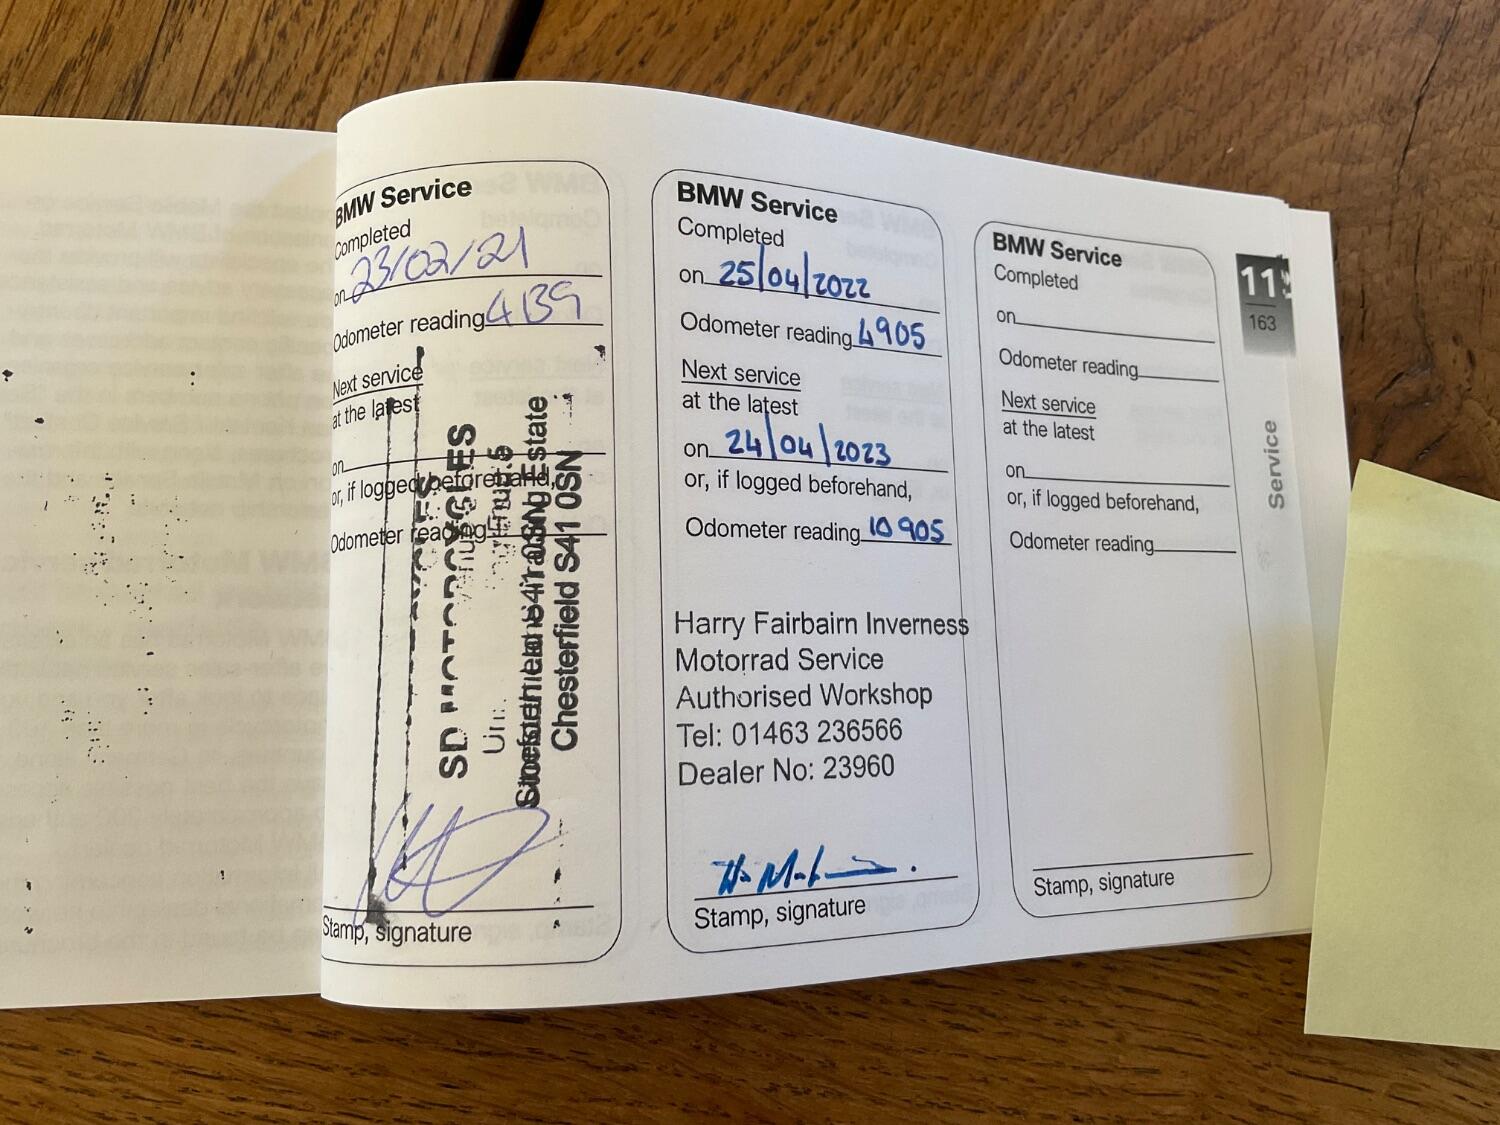 BMW Service
Completed
on 23/02/21
Odometer reading 4139
Next service
at the latest
on
or, if logged beforehand,
Odometer reading
SD MOTORCYCLES
Chesterfield S41 0SN
Stamp, signature
BMW Service
Completed
on 25/04/2022
Odometer reading 4905
Next service
at the latest
on 24/04/2023
or, if logged beforehand,
Odometer reading 10905
Harry Fairbairn Inverness
Motorrad Service
Authorised Workshop
Tel: 01463 236566
Dealer No: 23960
Stamp, signature
BMW Service
Completed
on
Odometer reading
Next service
at the latest
on
or, if logged beforehand,
Odometer reading
Stamp, signature
11
163
Service